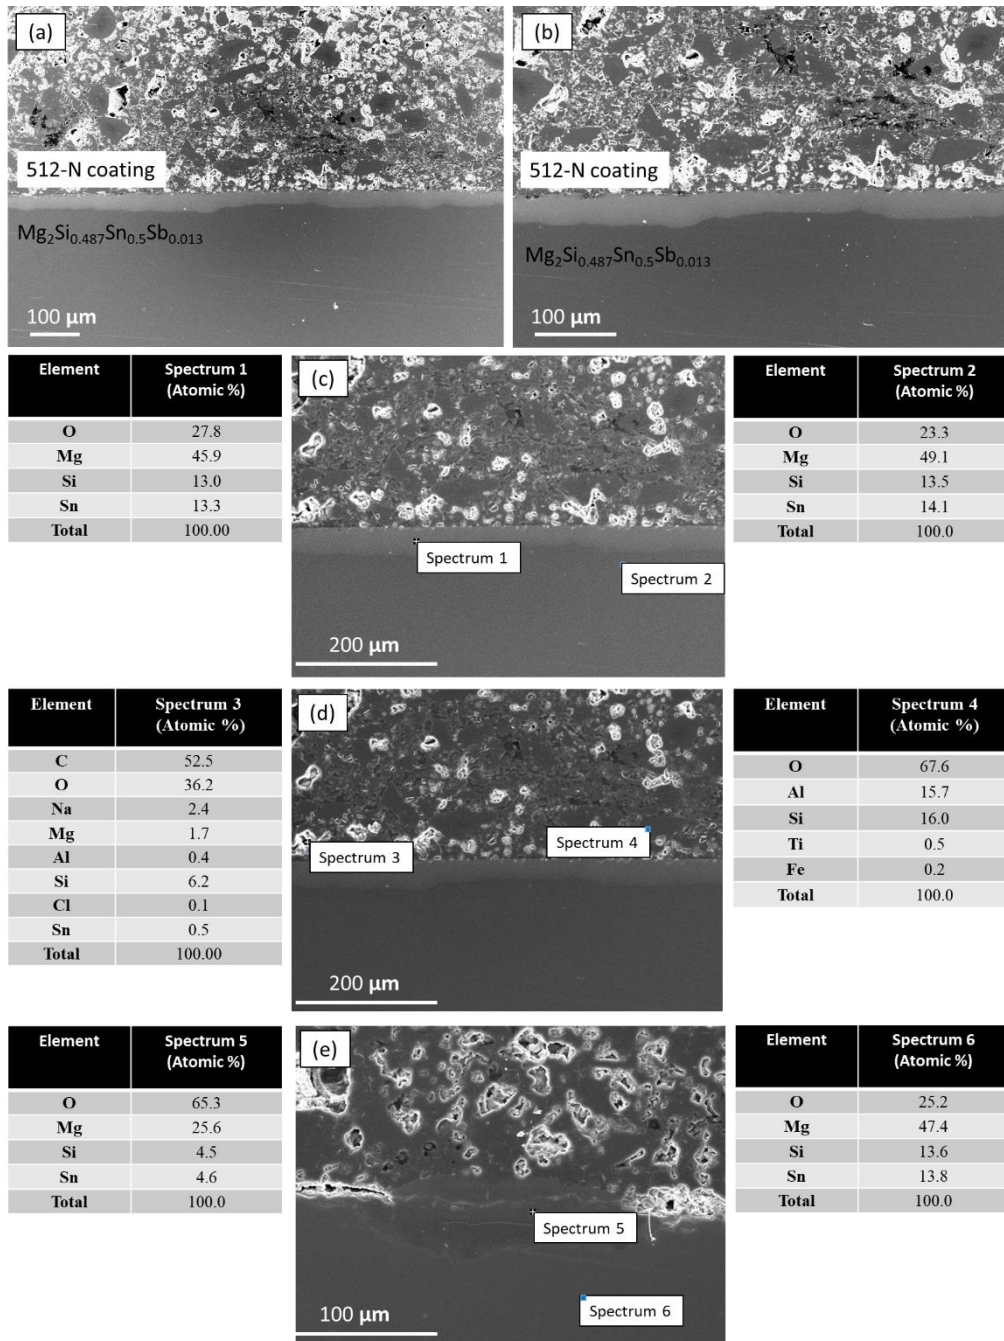 (a)
512-N coating
Mg₂Si₀.₄₈₇Sn₀.₅Sb₀.₀₁₃
100 µm
(b)
512-N coating
Mg₂Si₀.₄₈₇Sn₀.₅Sb₀.₀₁₃
100 µm
Element Spectrum 1 (Atomic %)
O 27.8
Mg 45.9
Si 13.0
Sn 13.3
Total 100.00
(c)
Spectrum 1
Spectrum 2
200 µm
Element Spectrum 2 (Atomic %)
O 23.3
Mg 49.1
Si 13.5
Sn 14.1
Total 100.0
Element Spectrum 3 (Atomic %)
C 52.5
O 36.2
Na 2.4
Mg 1.7
Al 0.4
Si 6.2
Cl 0.1
Sn 0.5
Total 100.00
(d)
Spectrum 3
Spectrum 4
200 µm
Element Spectrum 4 (Atomic %)
O 67.6
Al 15.7
Si 16.0
Ti 0.5
Fe 0.2
Total 100.0
Element Spectrum 5 (Atomic %)
O 65.3
Mg 25.6
Si 4.5
Sn 4.6
Total 100.0
(e)
Spectrum 5
Spectrum 6
100 µm
Element Spectrum 6 (Atomic %)
O 25.2
Mg 47.4
Si 13.6
Sn 13.8
Total 100.0